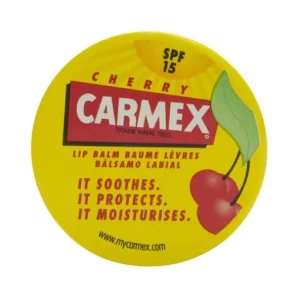 SPF
15
CHERRY
CARMEX®
TRADE NAME REG.
LIP BALM BAUME LÈVRES
BÁLSAMO LABIAL
IT SOOTHES.
IT PROTECTS.
IT MOISTURISES.
www.mycarmex.com